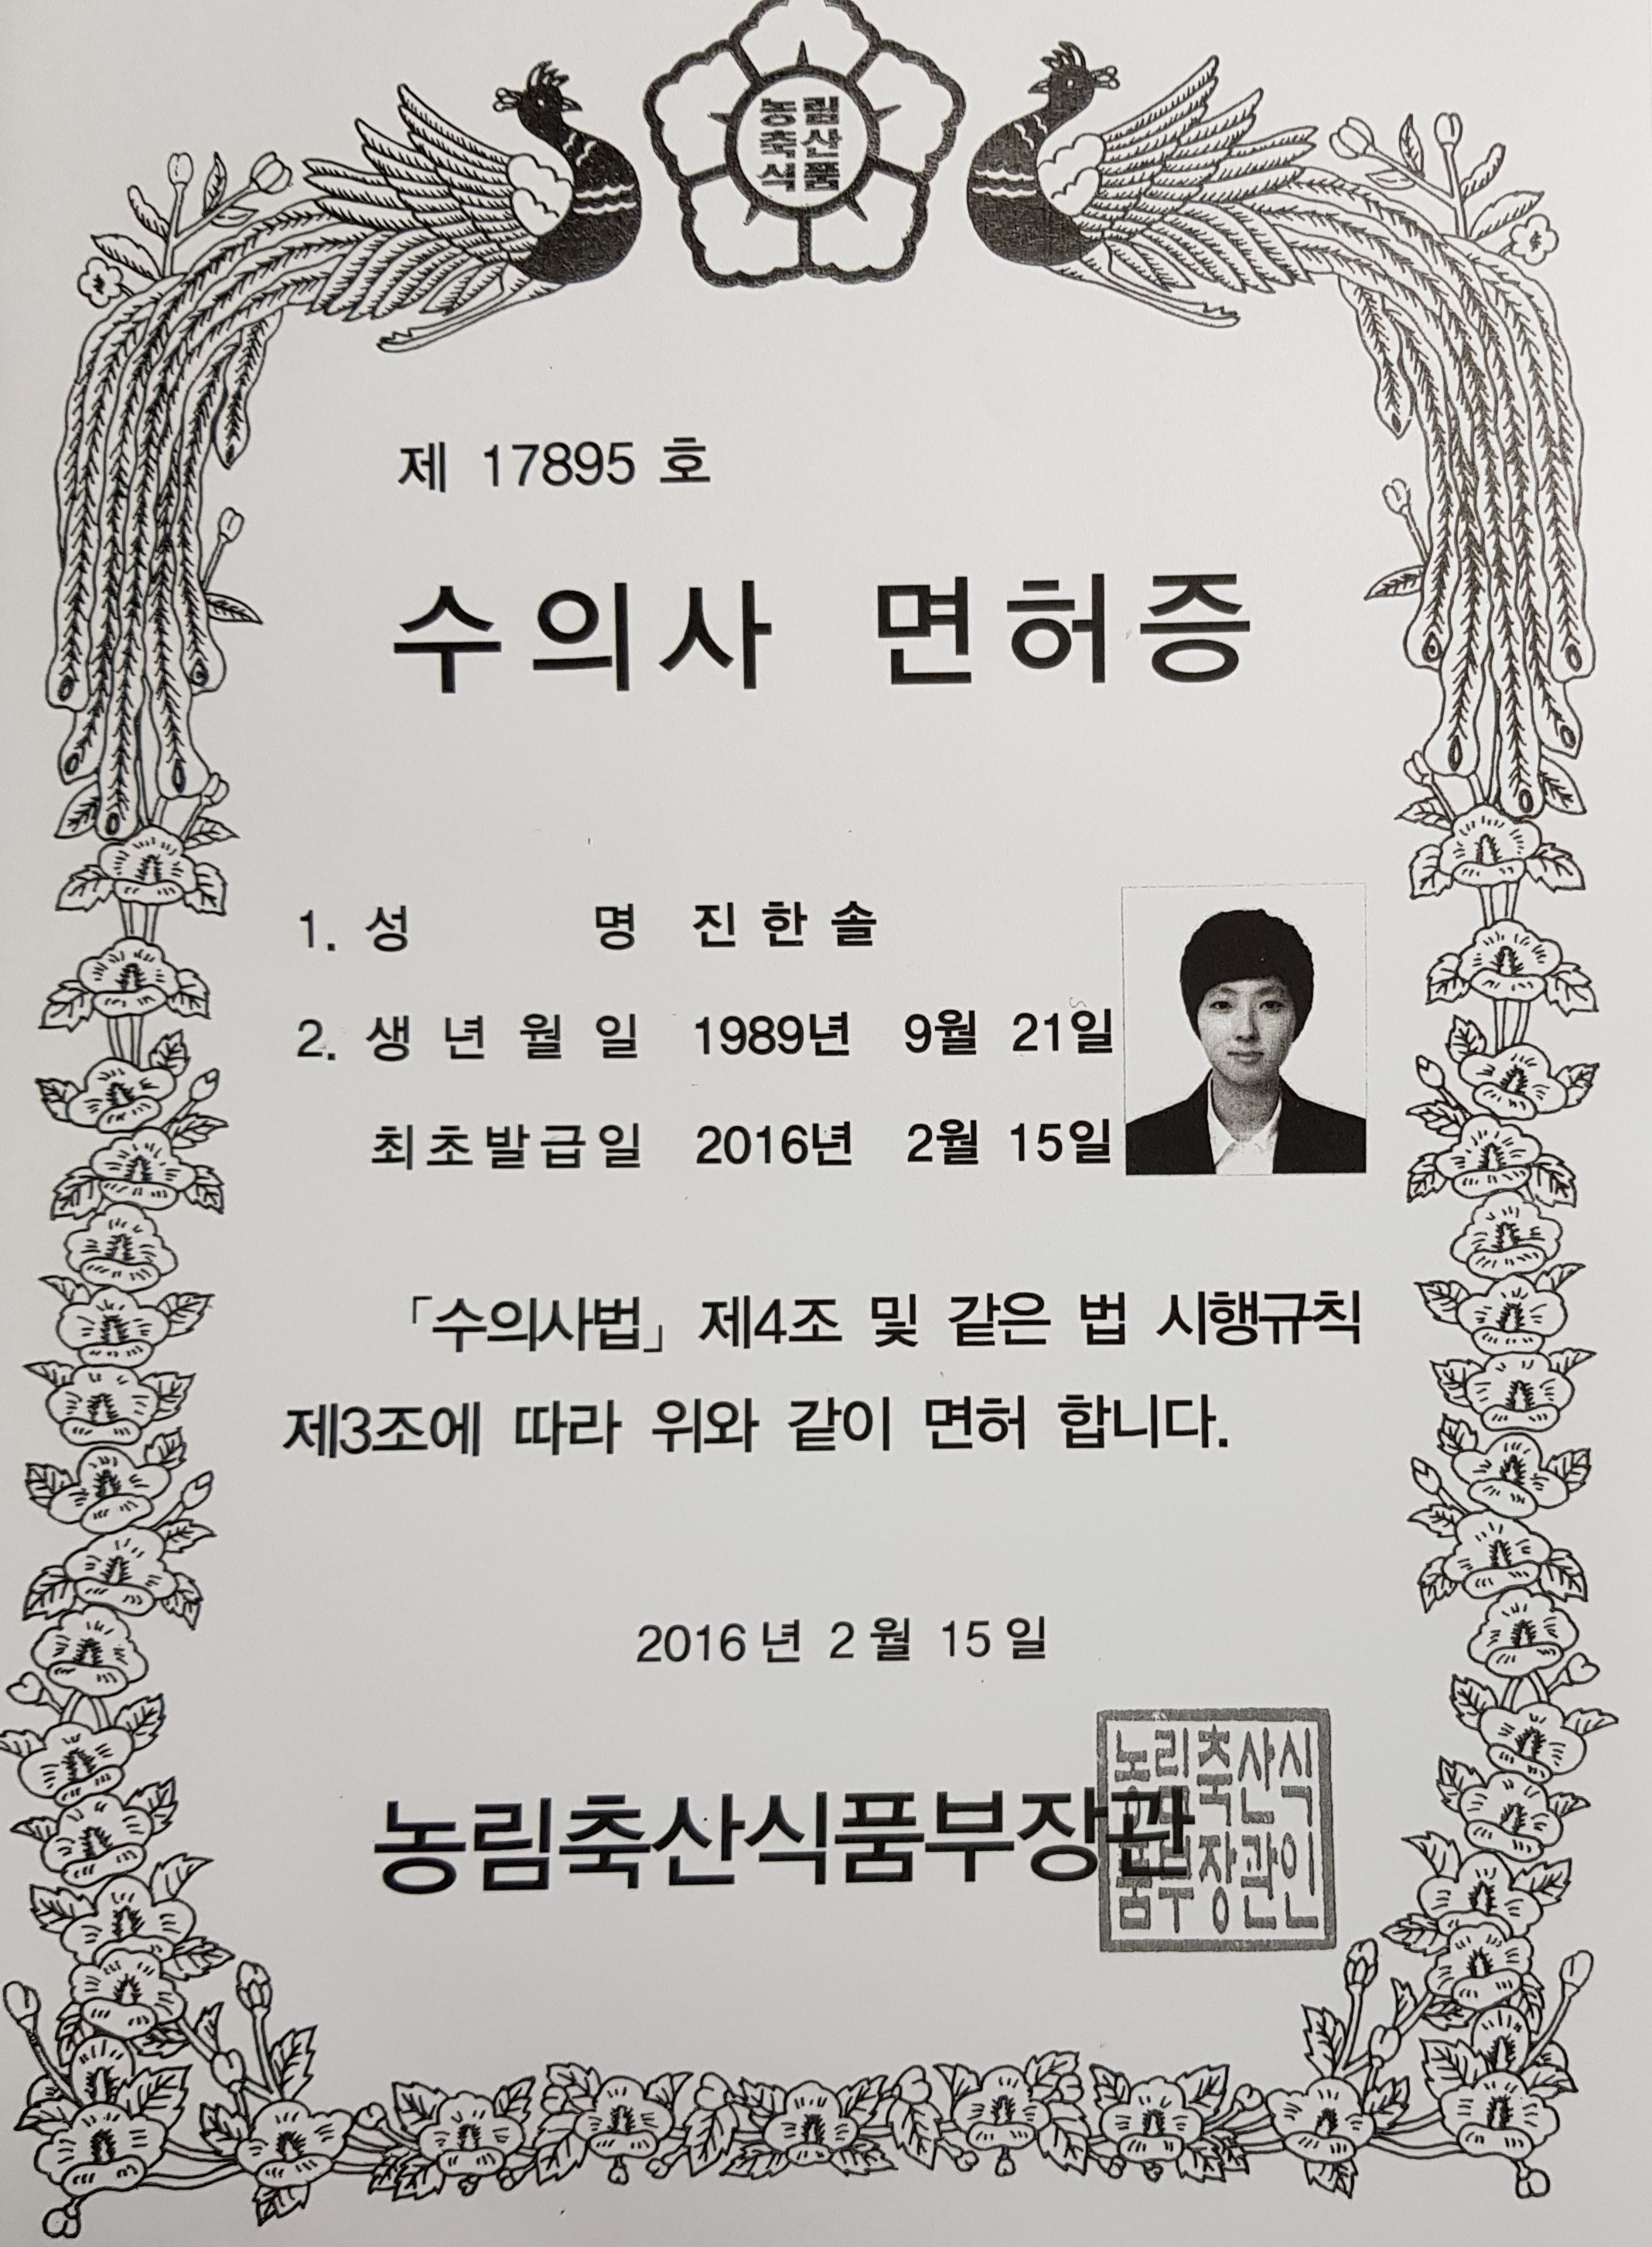 농림
축산
식품
제 17895 호
수의사 면허증
1. 성 명 진 한 솔
2. 생 년 월 일 1989년 9월 21일
최초발급일 2016년 2월 15일
「수의사법」 제4조 및 같은 법 시행규칙
제3조에 따라 위와 같이 면허 합니다.
2016 년 2 월 15 일
농림축산식품부장관
농림축산식
품부장관인